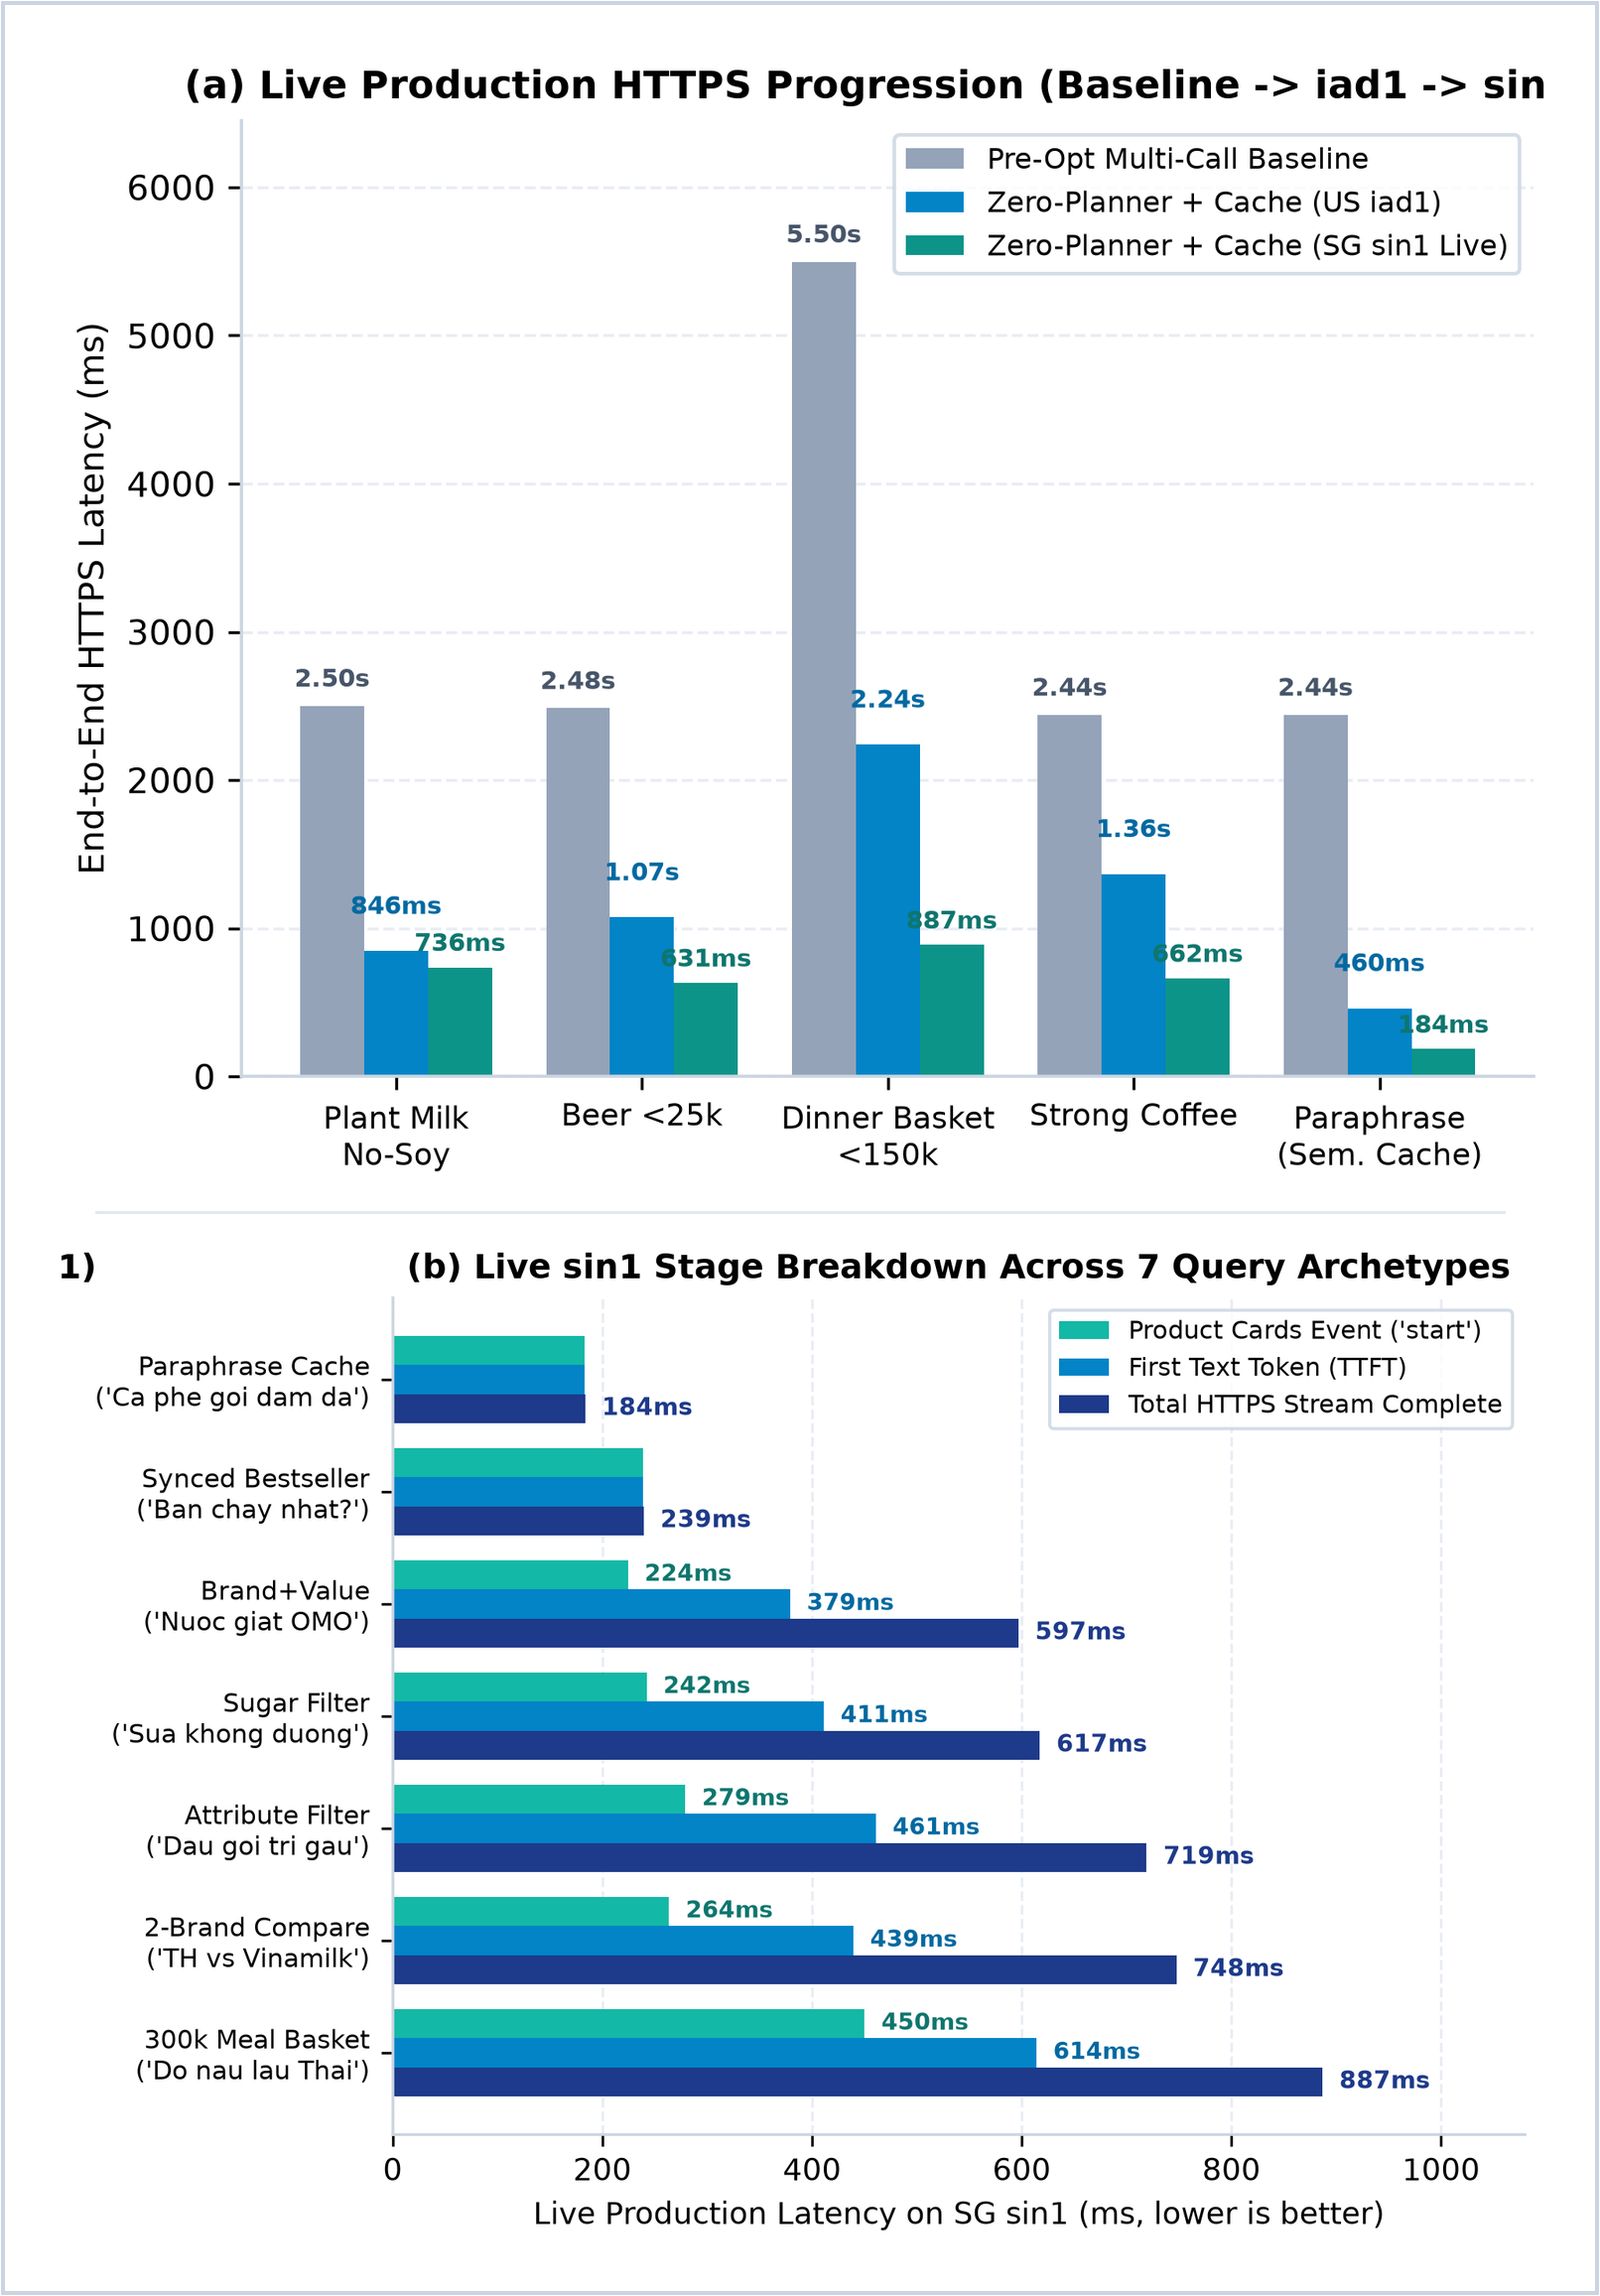 (a) Live Production HTTPS Progression (Baseline -> iad1 -> sin
Pre-Opt Multi-Call Baseline
Zero-Planner + Cache (US iad1)
Zero-Planner + Cache (SG sin1 Live)
End-to-End HTTPS Latency (ms)
6000
5000
4000
3000
2000
1000
0
2.50s
846ms
736ms
2.48s
1.07s
631ms
5.50s
2.24s
887ms
2.44s
1.36s
662ms
2.44s
460ms
184ms
Plant Milk
No-Soy
Beer <25k
Dinner Basket
<150k
Strong Coffee
Paraphrase
(Sem. Cache)
1)
(b) Live sin1 Stage Breakdown Across 7 Query Archetypes
Product Cards Event ('start')
First Text Token (TTFT)
Total HTTPS Stream Complete
Paraphrase Cache
('Ca phe goi dam da')
184ms
Synced Bestseller
('Ban chay nhat?')
239ms
Brand+Value
('Nuoc giat OMO')
224ms
379ms
597ms
Sugar Filter
('Sua khong duong')
242ms
411ms
617ms
Attribute Filter
('Dau goi tri gau')
279ms
461ms
719ms
2-Brand Compare
('TH vs Vinamilk')
264ms
439ms
748ms
300k Meal Basket
('Do nau lau Thai')
450ms
614ms
887ms
0
200
400
600
800
1000
Live Production Latency on SG sin1 (ms, lower is better)